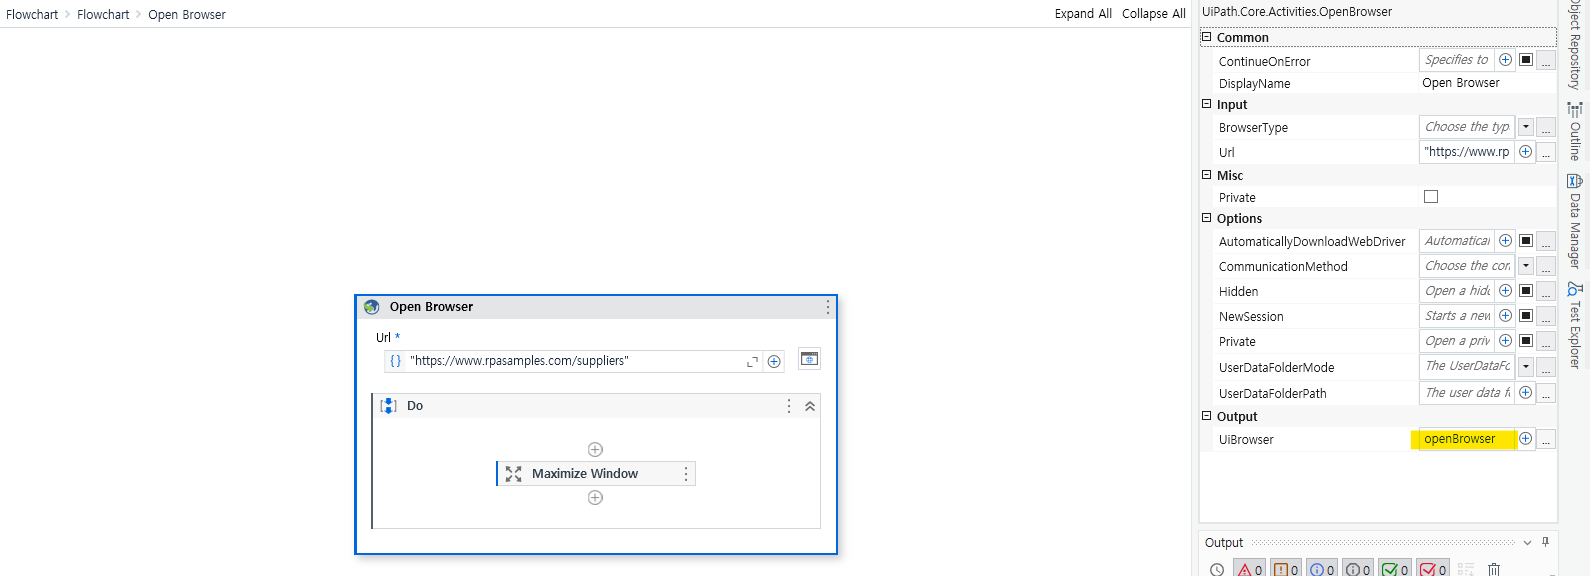 Flowchart > Flowchart > Open Browser
Expand All Collapse All
Open Browser
Url *
"https://www.rpasamples.com/suppliers"
Do
Maximize Window
UiPath.Core.Activities.OpenBrowser
Common
ContinueOnError Specifies to ...
DisplayName Open Browser
Input
BrowserType Choose the typ ...
Url "https://www.rp ...
Misc
Private
Options
AutomaticallyDownloadWebDriver Automatical ...
CommunicationMethod Choose the con ...
Hidden Open a hidd ...
NewSession Starts a new ...
Private Open a priv ...
UserDataFolderMode The UserDataFo ...
UserDataFolderPath The user data f ...
Output
UiBrowser openBrowser ...
Output
0 0 0 0 0 0
Object Repository
Outline
Data Manager
Test Explorer